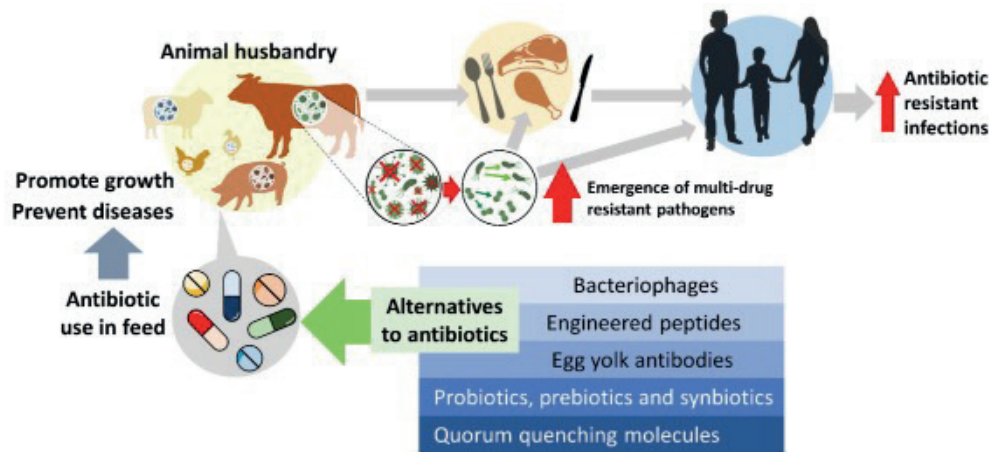 Animal husbandry
Antibiotic
resistant
infections
Promote growth
Prevent diseases
Emergence of multi-drug
resistant pathogens
Antibiotic
use in feed
Alternatives
to antibiotics
Bacteriophages
Engineered peptides
Egg yolk antibodies
Probiotics, prebiotics and synbiotics
Quorum quenching molecules